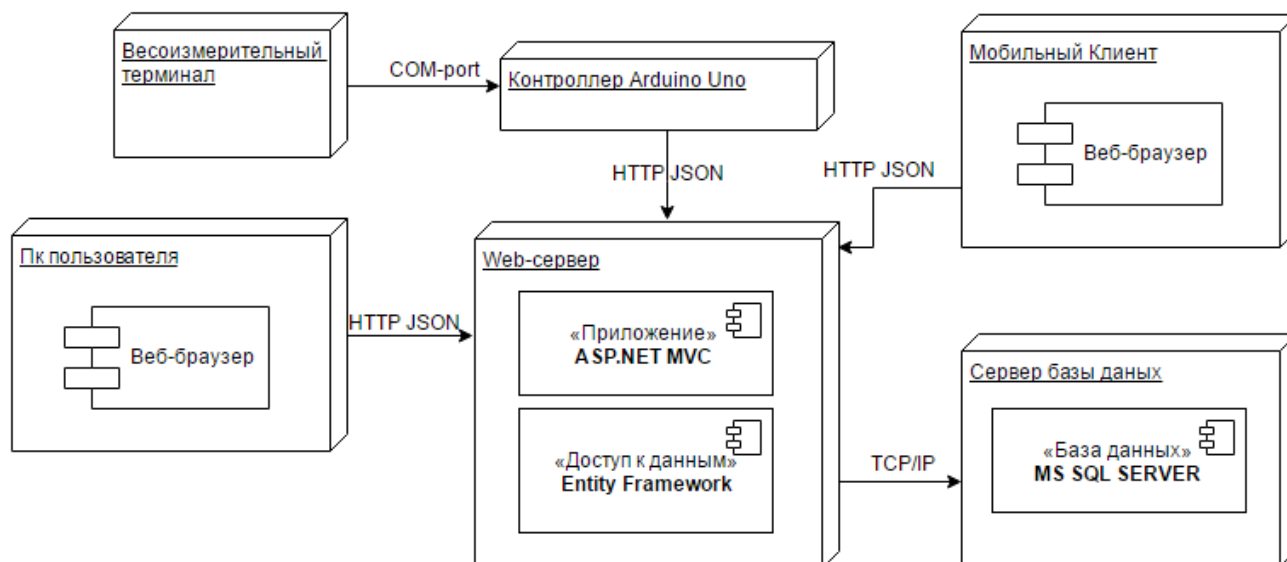 Весоизмерительный
терминал
COM-port
Контроллер Arduino Uno
Мобильный Клиент
Веб-браузер
HTTP JSON
HTTP JSON
Пк пользователя
Веб-браузер
HTTP JSON
Web-сервер
«Приложение»
ASP.NET MVC
«Доступ к данным»
Entity Framework
TCP/IP
Сервер базы даных
«База данных»
MS SQL SERVER